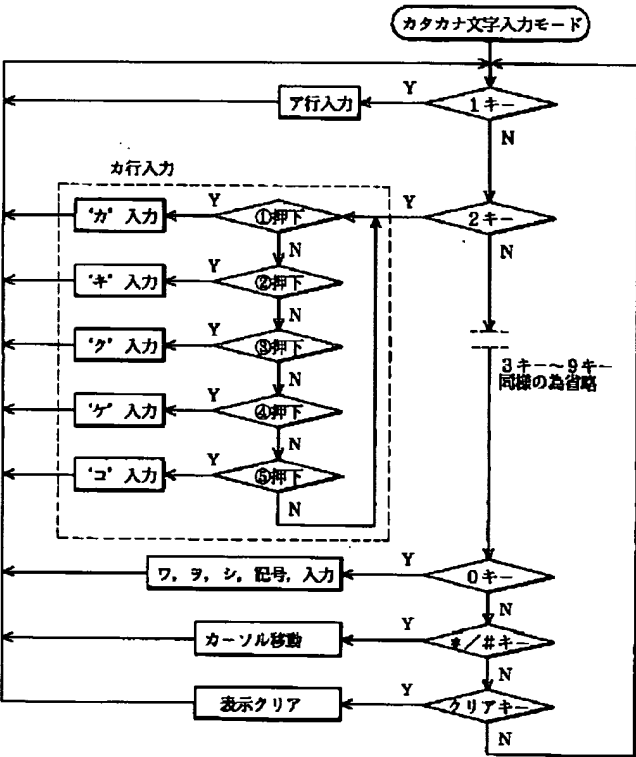 カタカナ文字入力モード
1キー
Y
ア行入力
N
カ行入力
2キー
Y
N
①押下
Y
'カ' 入力
N
②押下
Y
'キ' 入力
N
③押下
Y
'ク' 入力
N
④押下
Y
'ケ' 入力
N
⑤押下
Y
'コ' 入力
N
3キー〜9キー
同様の為省略
0キー
Y
ワ,ヲ,シ,記号,入力
N
*/#キー
Y
カーソル移動
N
クリアキー
Y
表示クリア
N